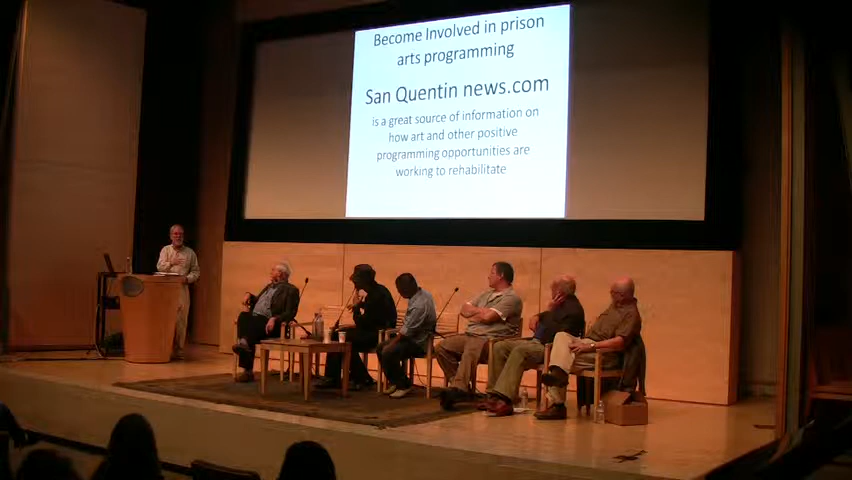 Become Involved in prison
arts programming
San Quentin news.com
is a great source of information on
how art and other positive
programming opportunities are
working to rehabilitate